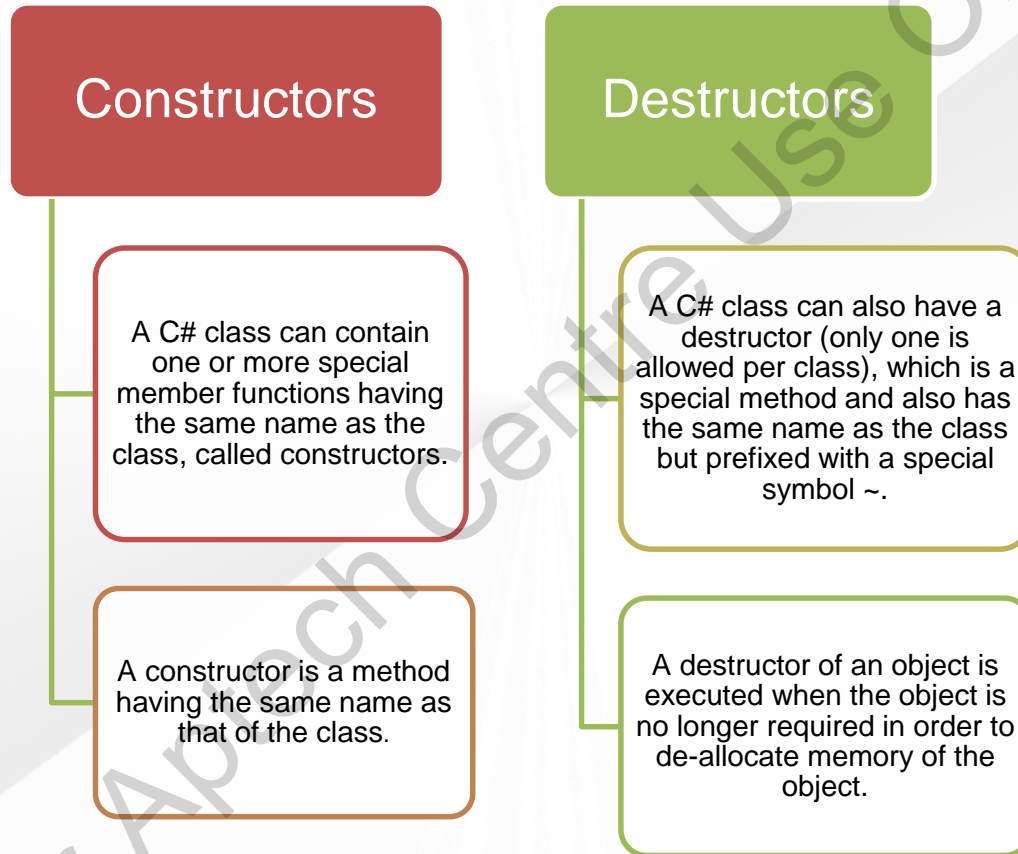 Constructors
A C# class can contain
one or more special
member functions having
the same name as the
class, called constructors.
A constructor is a method
having the same name as
that of the class.
Destructors
A C# class can also have a
destructor (only one is
allowed per class), which is a
special method and also has
the same name as the class
but prefixed with a special
symbol ~.
A destructor of an object is
executed when the object is
no longer required in order to
de-allocate memory of the
object.
Aptech Centre Use